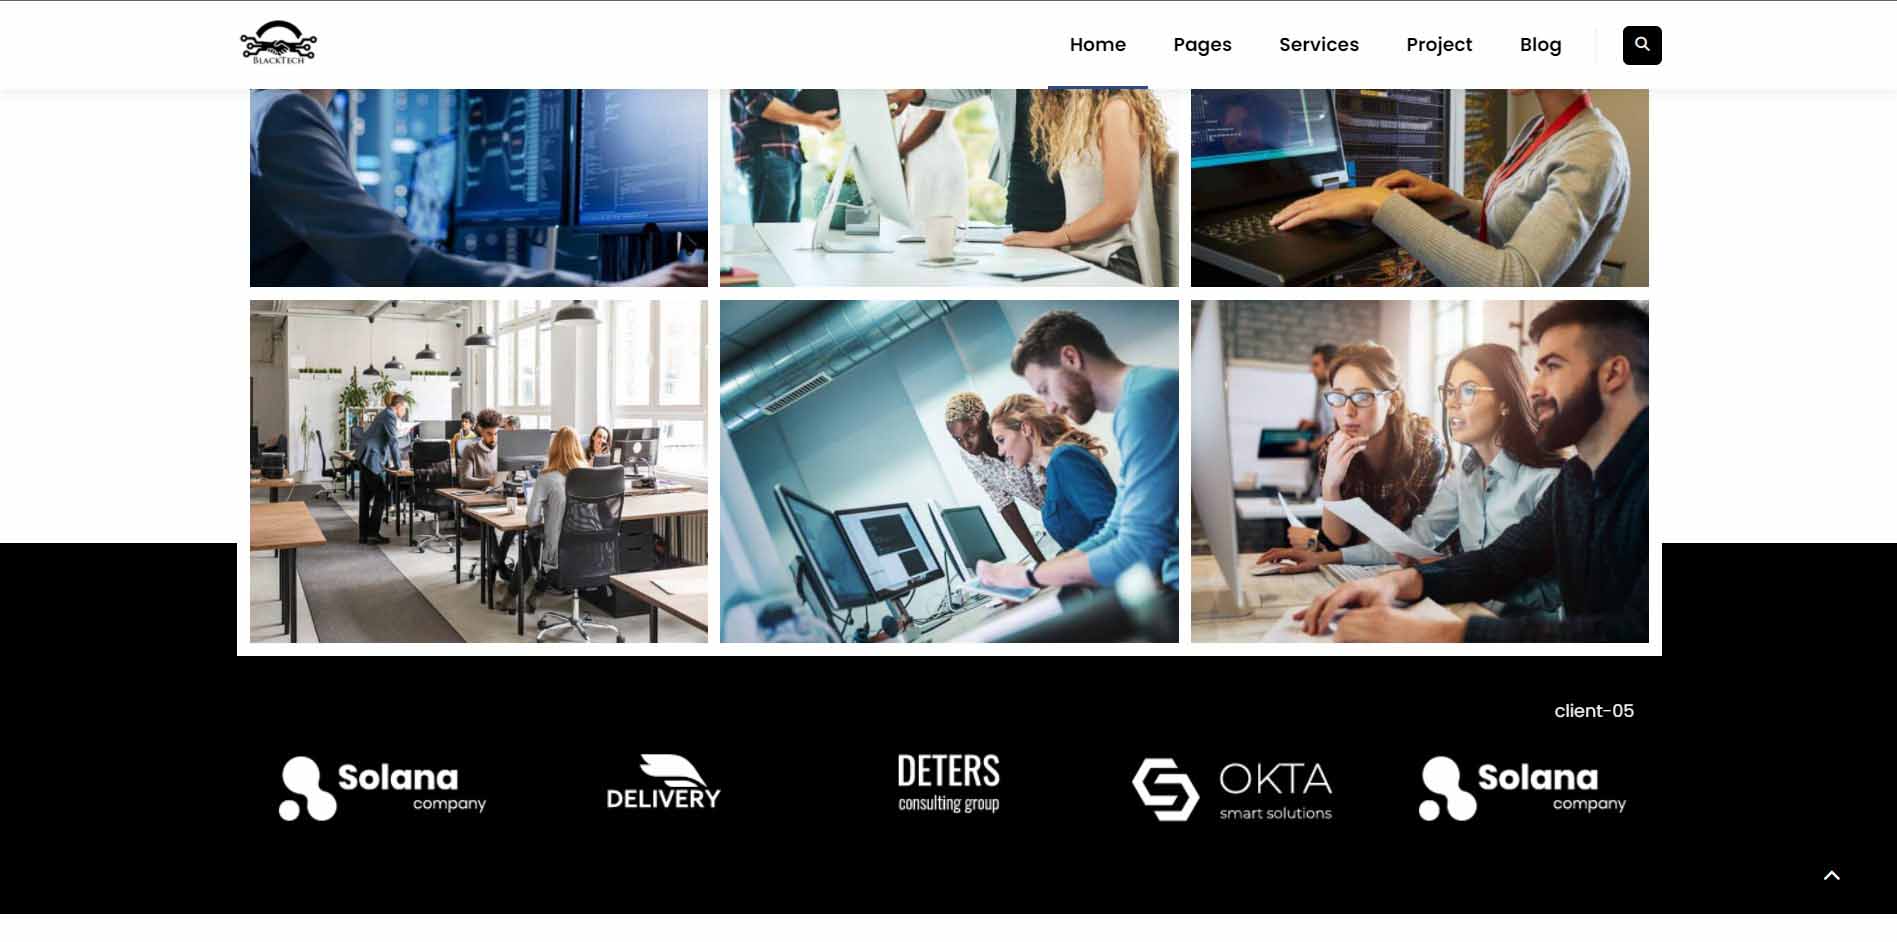 BlackTech
Home Pages Services Project Blog
client-05
Solana
company
DELIVERY
DETERS
consulting group
OKTA
smart solutions
Solana
company